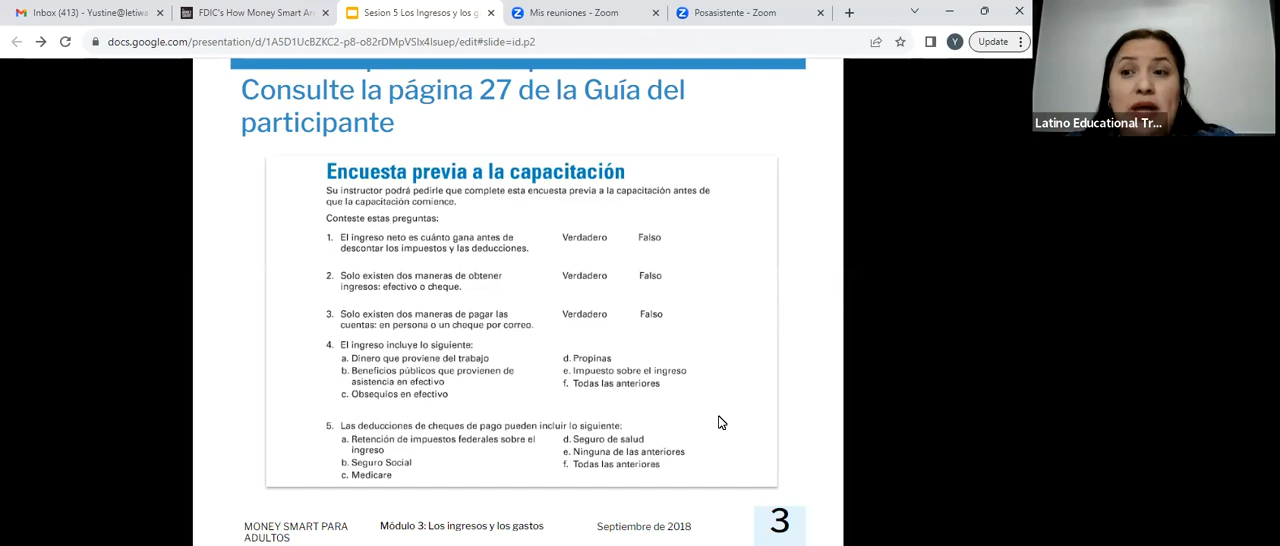 Inbox (413) - Yustine@letiwa
FDIC's How Money Smart Are
Sesion 5 Los Ingresos y los g
Mis reuniones - Zoom
Posasistente - Zoom
docs.google.com/presentation/d/1A5D1UcBZKC2-p8-o82rDMpVSIx4Isuep/edit#slide=id.p2
Y
Update
Latino Educational Tr...
Consulte la página 27 de la Guía del
participante
Encuesta previa a la capacitación
Su instructor podrá pedirle que complete esta encuesta previa a la capacitación antes de
que la capacitación comience.
Conteste estas preguntas:
1. El ingreso neto es cuánto gana antes de
descontar los impuestos y las deducciones.
Verdadero Falso
2. Solo existen dos maneras de obtener
ingresos: efectivo o cheque.
Verdadero Falso
3. Solo existen dos maneras de pagar las
cuentas: en persona o un cheque por correo.
Verdadero Falso
4. El ingreso incluye lo siguiente:
a. Dinero que proviene del trabajo
b. Beneficios públicos que provienen de
asistencia en efectivo
c. Obsequios en efectivo
d. Propinas
e. Impuesto sobre el ingreso
f. Todas las anteriores
5. Las deducciones de cheques de pago pueden incluir lo siguiente:
a. Retención de impuestos federales sobre el
ingreso
b. Seguro Social
c. Medicare
d. Seguro de salud
e. Ninguna de las anteriores
f. Todas las anteriores
MONEY SMART PARA
ADULTOS
Módulo 3: Los ingresos y los gastos
Septiembre de 2018
3